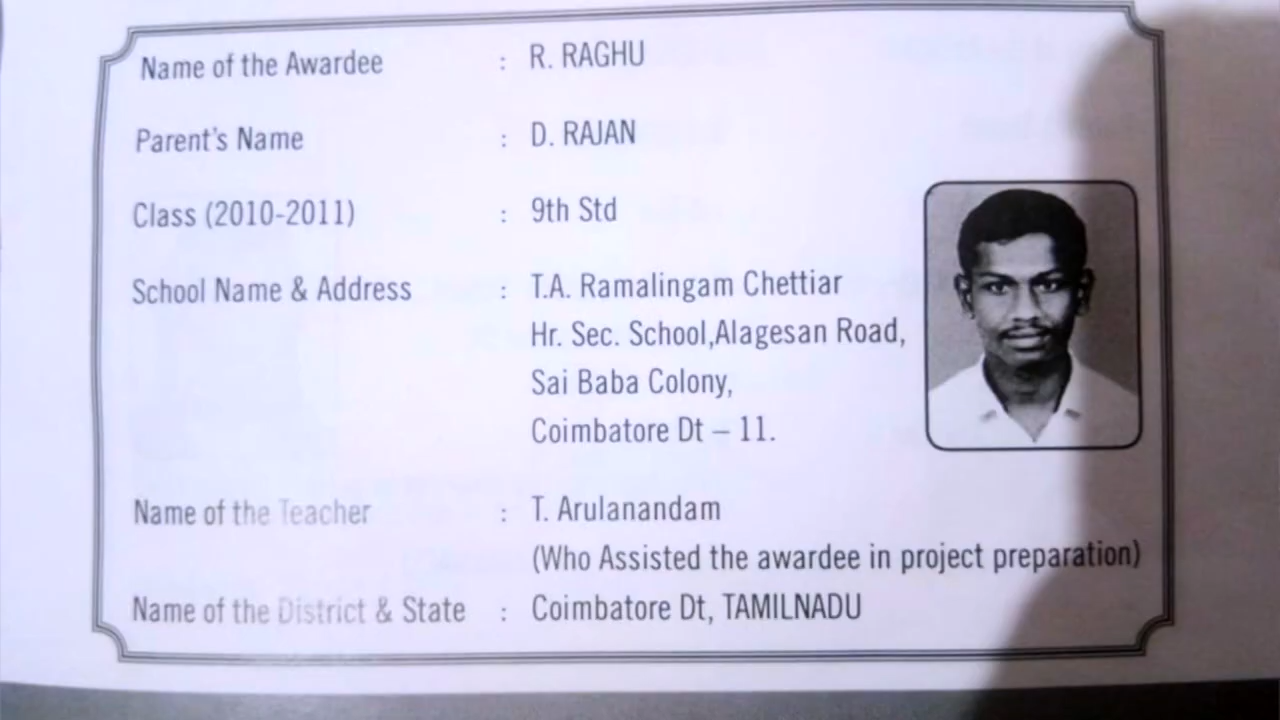 Name of the Awardee : R. RAGHU
Parent's Name : D. RAJAN
Class (2010-2011) : 9th Std
School Name & Address : T.A. Ramalingam Chettiar
Hr. Sec. School,Alagesan Road,
Sai Baba Colony,
Coimbatore Dt – 11.
Name of the Teacher : T. Arulanandam
(Who Assisted the awardee in project preparation)
Name of the District & State : Coimbatore Dt, TAMILNADU